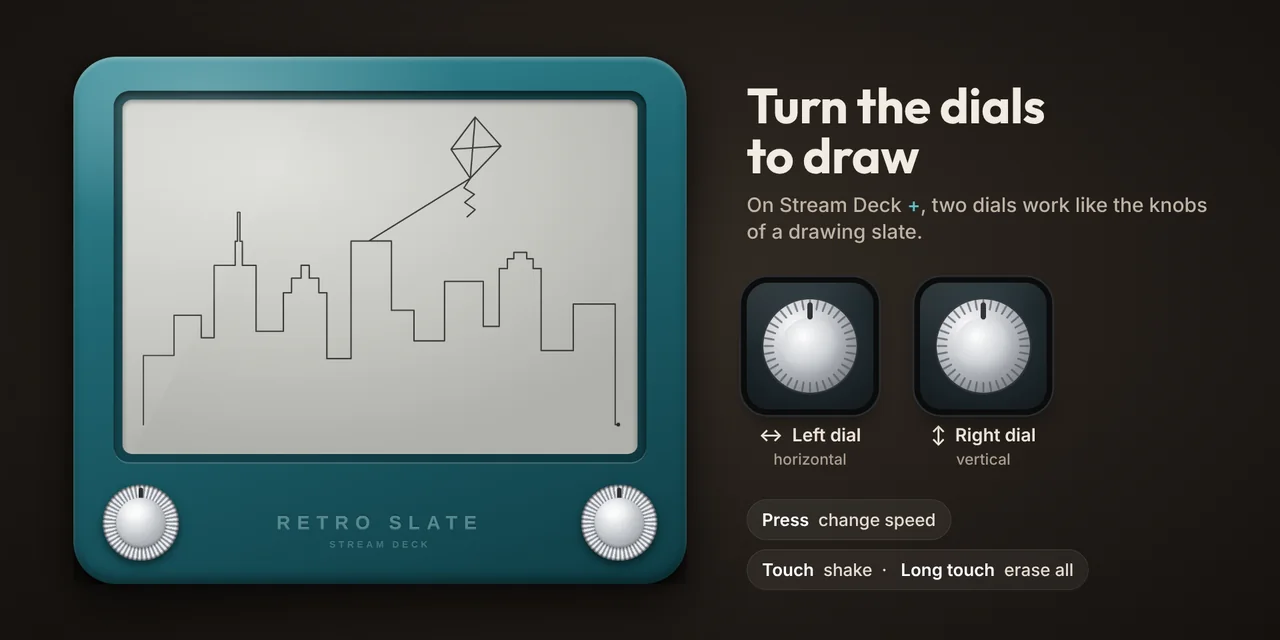 Turn the dials
to draw
On Stream Deck +, two dials work like the knobs
of a drawing slate.
Left dial
horizontal
Right dial
vertical
Press change speed
Touch shake · Long touch erase all
RETRO SLATE
STREAM DECK